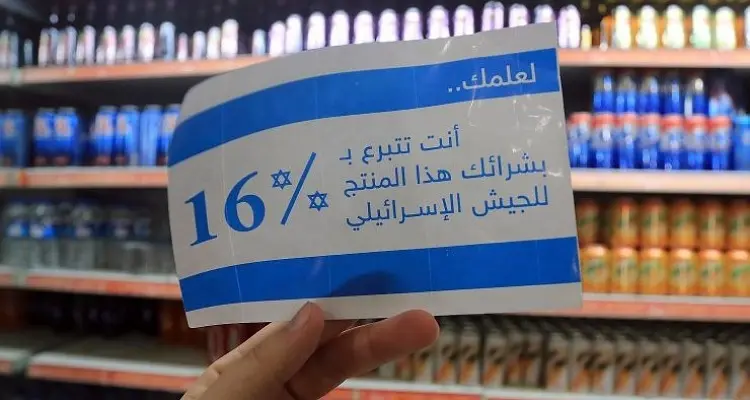 لعلمك..
أنت تتبرع بـ
بشرائك هذا المنتج
للجيش الإسرائيلي
16%